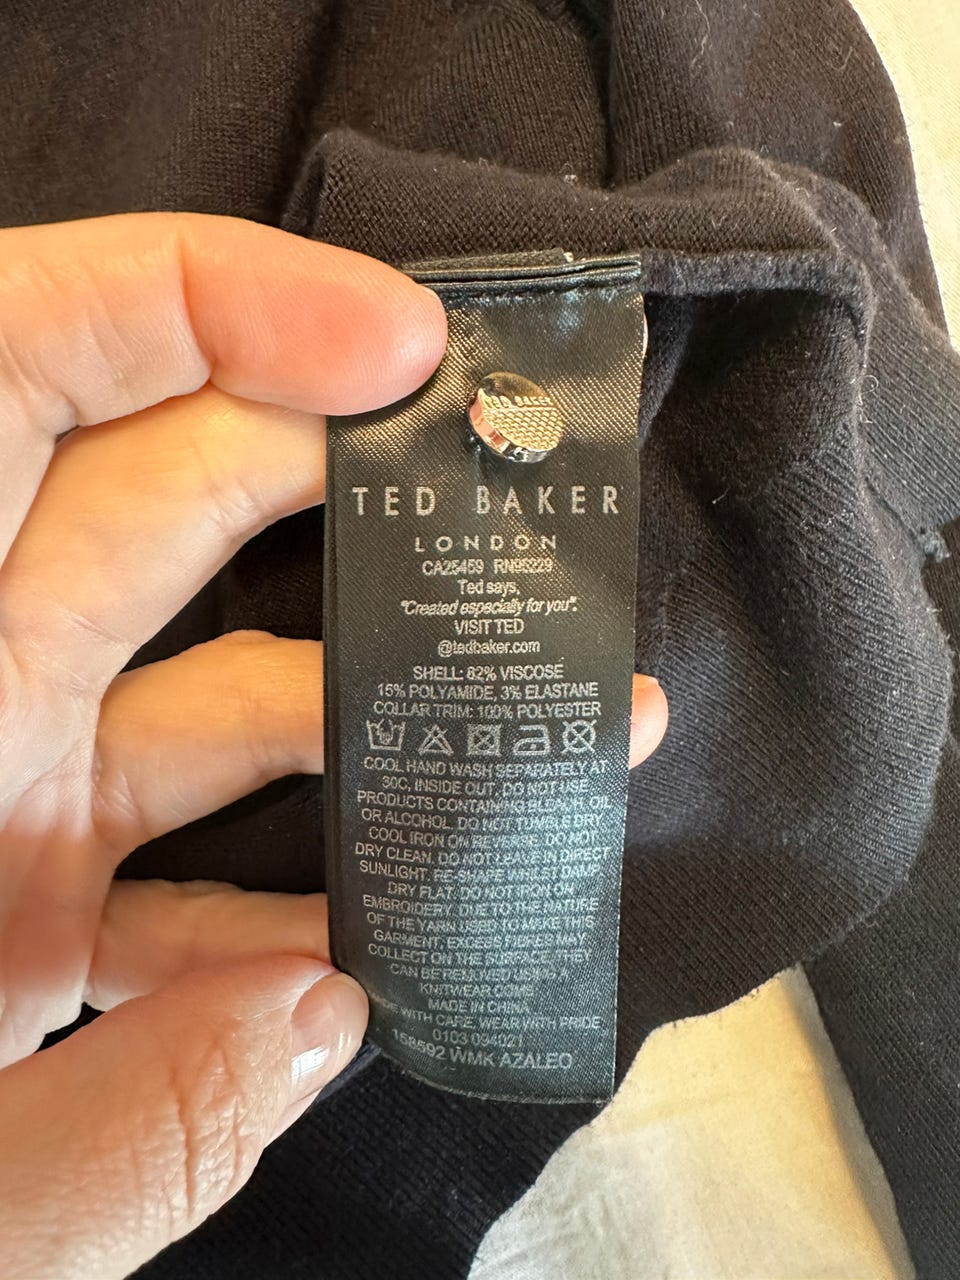 TED BAKER
LONDON
CA25459 RN95229
Ted says,
"Created especially for you".
VISIT TED
@tedbaker.com
SHELL: 82% VISCOSE
15% POLYAMIDE, 3% ELASTANE
COLLAR TRIM: 100% POLYESTER
COOL HAND WASH SEPARATELY AT
30C, INSIDE OUT. DO NOT USE
PRODUCTS CONTAINING BLEACH, OIL
OR ALCOHOL. DO NOT TUMBLE DRY.
COOL IRON ON REVERSE. DO NOT
DRY CLEAN. DO NOT LEAVE IN DIRECT
SUNLIGHT. RE-SHAPE WHILST DAMP.
DRY FLAT. DO NOT IRON ON
EMBROIDERY. DUE TO THE NATURE
OF THE YARN USED TO MAKE THIS
GARMENT, EXCESS FIBRES MAY
COLLECT ON THE SURFACE. THEY
CAN BE REMOVED USING A
KNITWEAR COMB.
MADE IN CHINA
WITH CARE, WEAR WITH PRIDE
0103 094021
158592 WMK AZALEO